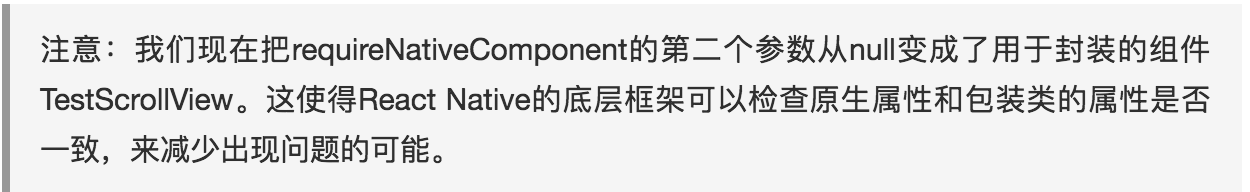 注意：我们现在把requireNativeComponent的第二个参数从null变成了用于封装的组件
TestScrollView。这使得React Native的底层框架可以检查原生属性和包装类的属性是否
一致，来减少出现问题的可能。